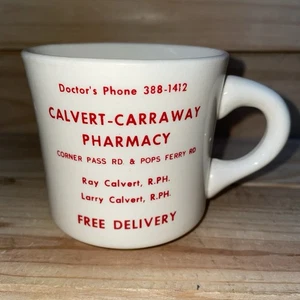 Doctor's Phone 388-1412
CALVERT-CARRAWAY
PHARMACY
CORNER PASS RD. & POPS FERRY RD
Ray Calvert, R.PH.
Larry Calvert, R.PH.
FREE DELIVERY